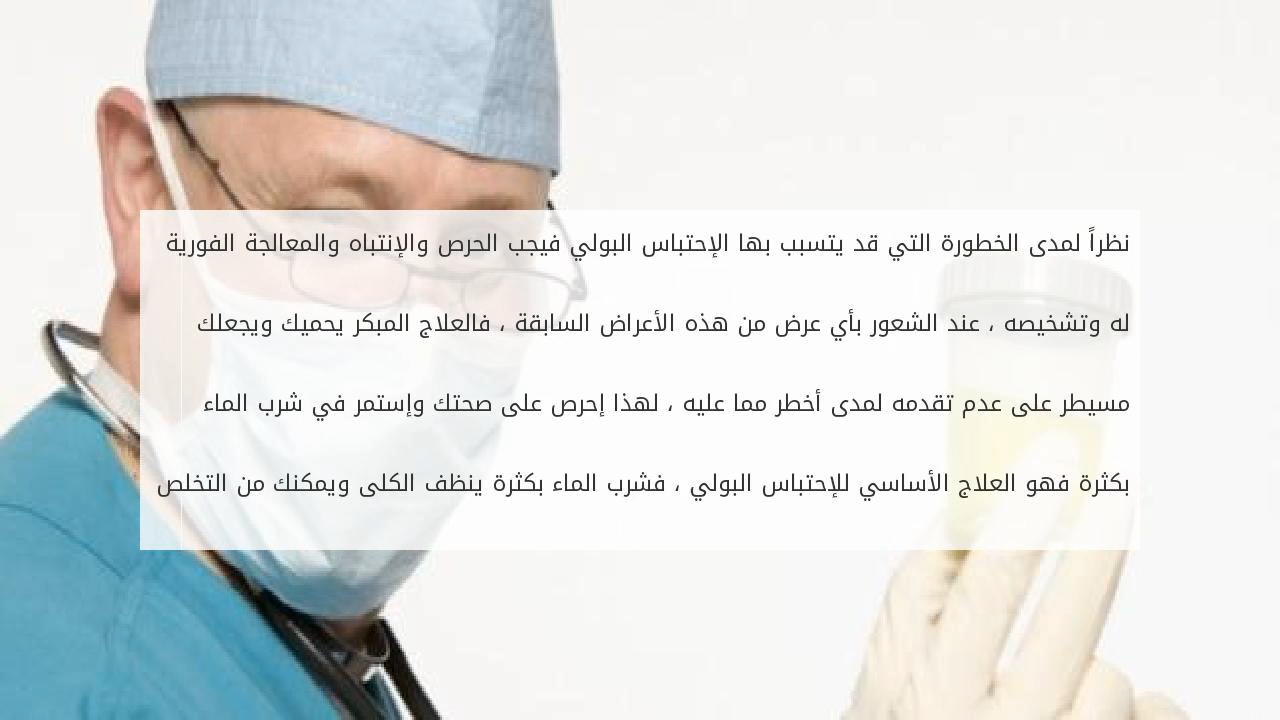 نظراً لمدى الخطورة التي قد يتسبب بها الإحتباس البولي فيجب الحرص والإنتباه والمعالجة الفورية
له وتشخيصه ، عند الشعور بأي عرض من هذه الأعراض السابقة ، فالعلاج المبكر يحميك ويجعلك
مسيطر على عدم تقدمه لمدى أخطر مما عليه ، لهذا إحرص على صحتك وإستمر في شرب الماء
بكثرة فهو العلاج الأساسي للإحتباس البولي ، فشرب الماء بكثرة ينظف الكلى ويمكنك من التخلص